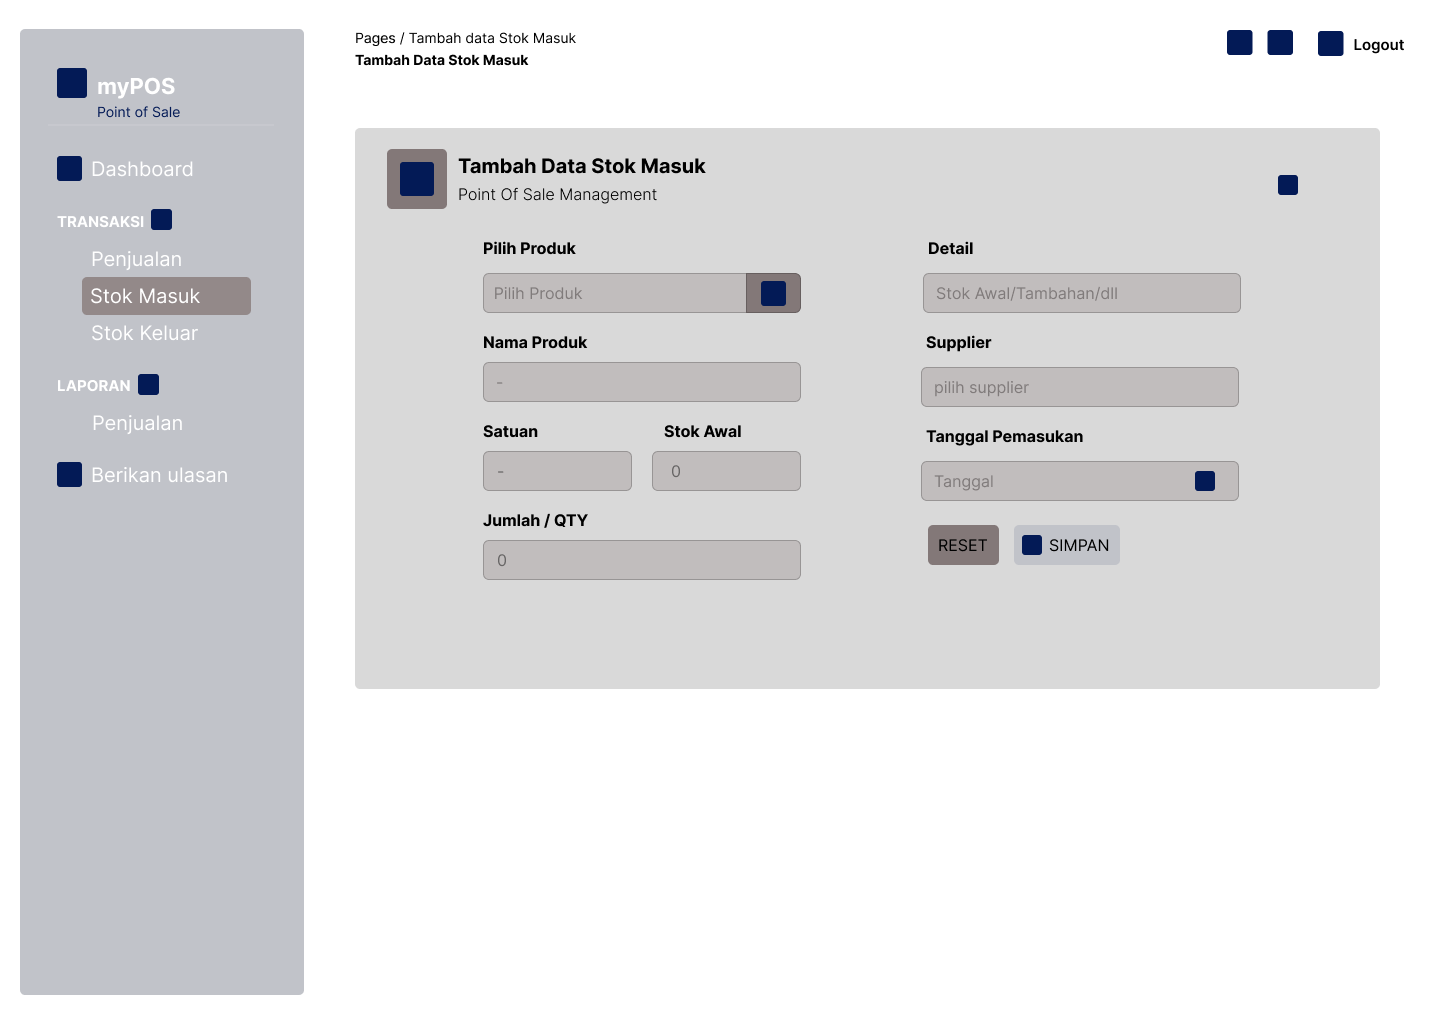 myPOS
Point of Sale
Dashboard
TRANSAKSI
Penjualan
Stok Masuk
Stok Keluar
LAPORAN
Penjualan
Berikan ulasan
Pages / Tambah data Stok Masuk
Tambah Data Stok Masuk
Logout
Tambah Data Stok Masuk
Point Of Sale Management
Pilih Produk
Pilih Produk
Nama Produk
-
Satuan
Stok Awal
-
0
Jumlah / QTY
0
Detail
Stok Awal/Tambahan/dll
Supplier
pilih supplier
Tanggal Pemasukan
Tanggal
RESET
SIMPAN